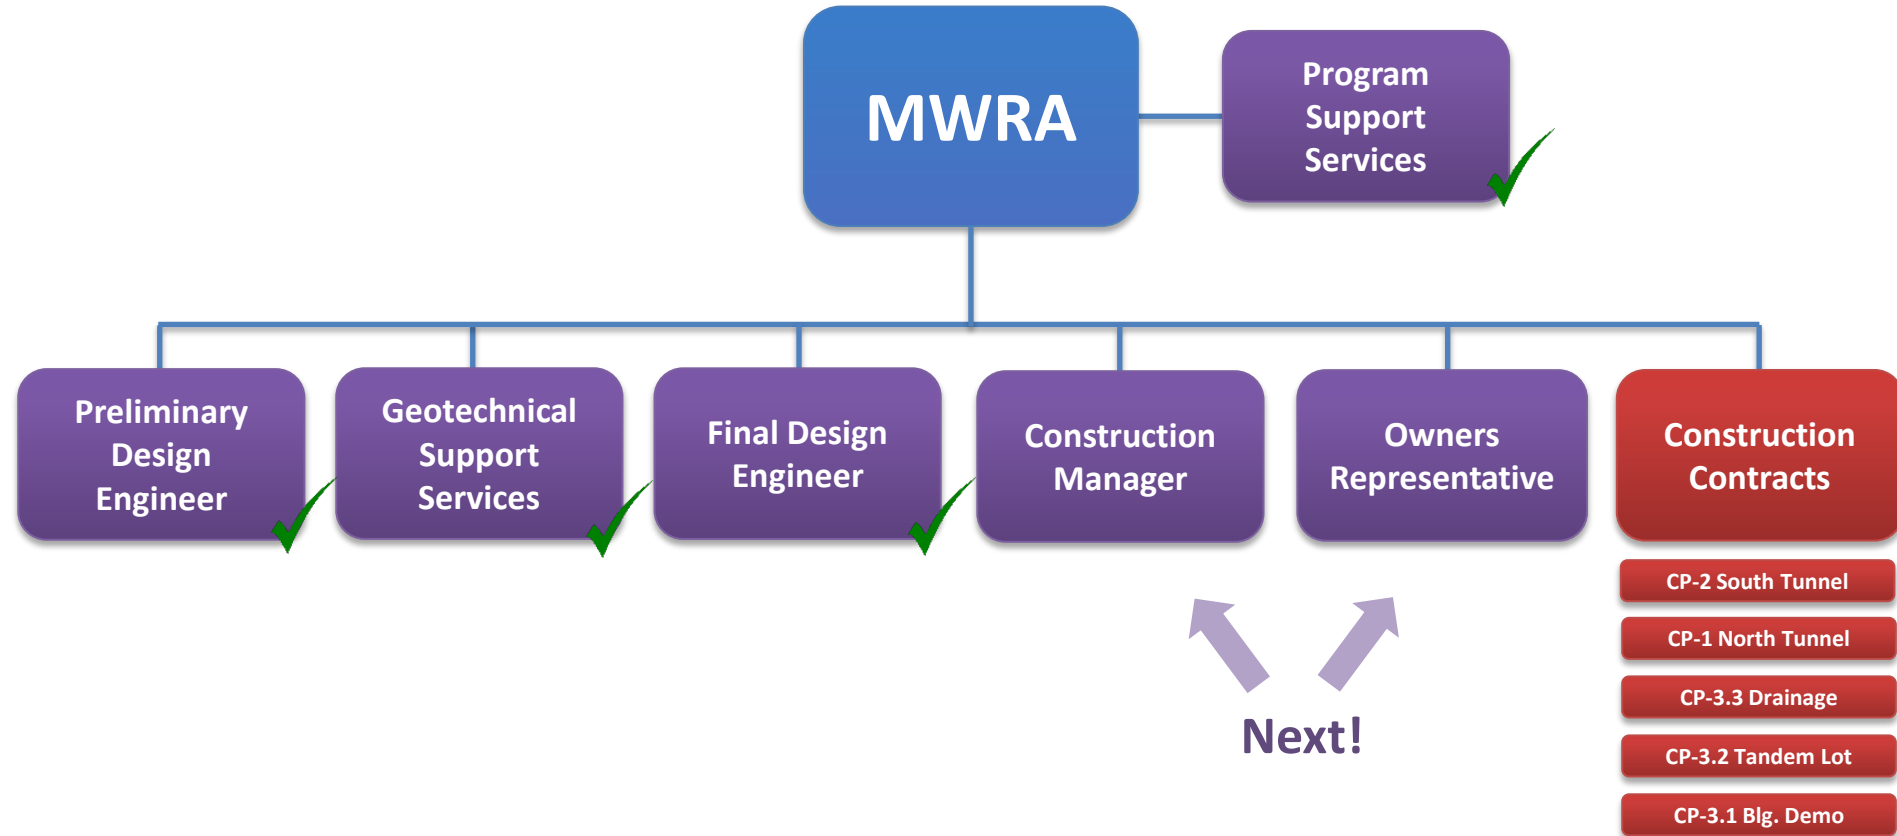 MWRA
Program
Support
Services
Preliminary
Design
Engineer
Geotechnical
Support
Services
Final Design
Engineer
Construction
Manager
Owners
Representative
Construction
Contracts
CP-2 South Tunnel
CP-1 North Tunnel
CP-3.3 Drainage
CP-3.2 Tandem Lot
CP-3.1 Blg. Demo
Next!